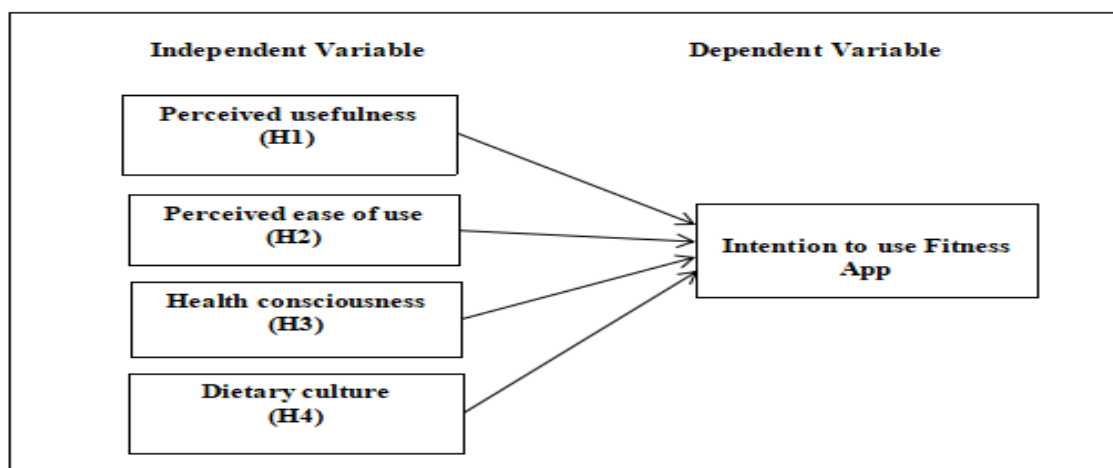 Independent Variable
Dependent Variable
Perceived usefulness
(H1)
Perceived ease of use
(H2)
Health consciousness
(H3)
Dietary culture
(H4)
Intention to use Fitness
App